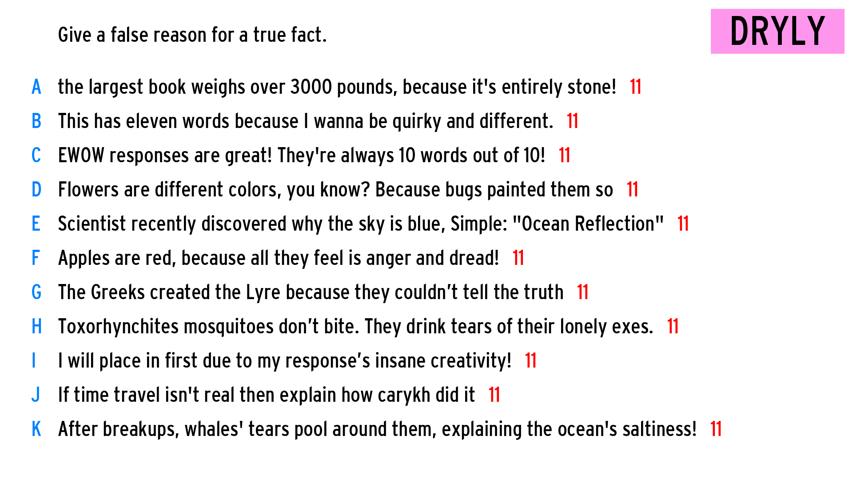 Give a false reason for a true fact.
DRYLY
A the largest book weighs over 3000 pounds, because it's entirely stone! 11
B This has eleven words because I wanna be quirky and different. 11
C EWOW responses are great! They're always 10 words out of 10! 11
D Flowers are different colors, you know? Because bugs painted them so 11
E Scientist recently discovered why the sky is blue, Simple: "Ocean Reflection" 11
F Apples are red, because all they feel is anger and dread! 11
G The Greeks created the Lyre because they couldn’t tell the truth 11
H Toxorhynchites mosquitoes don’t bite. They drink tears of their lonely exes. 11
I I will place in first due to my response’s insane creativity! 11
J If time travel isn't real then explain how carykh did it 11
K After breakups, whales' tears pool around them, explaining the ocean's saltiness! 11